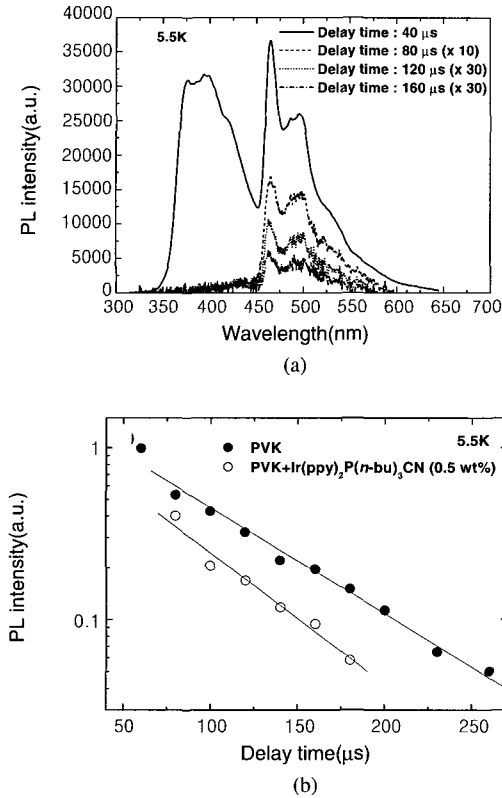 40000
35000
30000
25000
20000
15000
10000
5000
0
PL intensity(a.u.)
5.5K
Delay time : 40 μs
Delay time : 80 μs (x 10)
Delay time : 120 μs (x 30)
Delay time : 160 μs (x 30)
300 350 400 450 500 550 600 650 700
Wavelength(nm)
(a)
1
0.1
PL intensity(a.u.)
)
PVK
5.5K
PVK+Ir(ppy)₂P(n-bu)₃CN (0.5 wt%)
50 100 150 200 250
Delay time(μs)
(b)